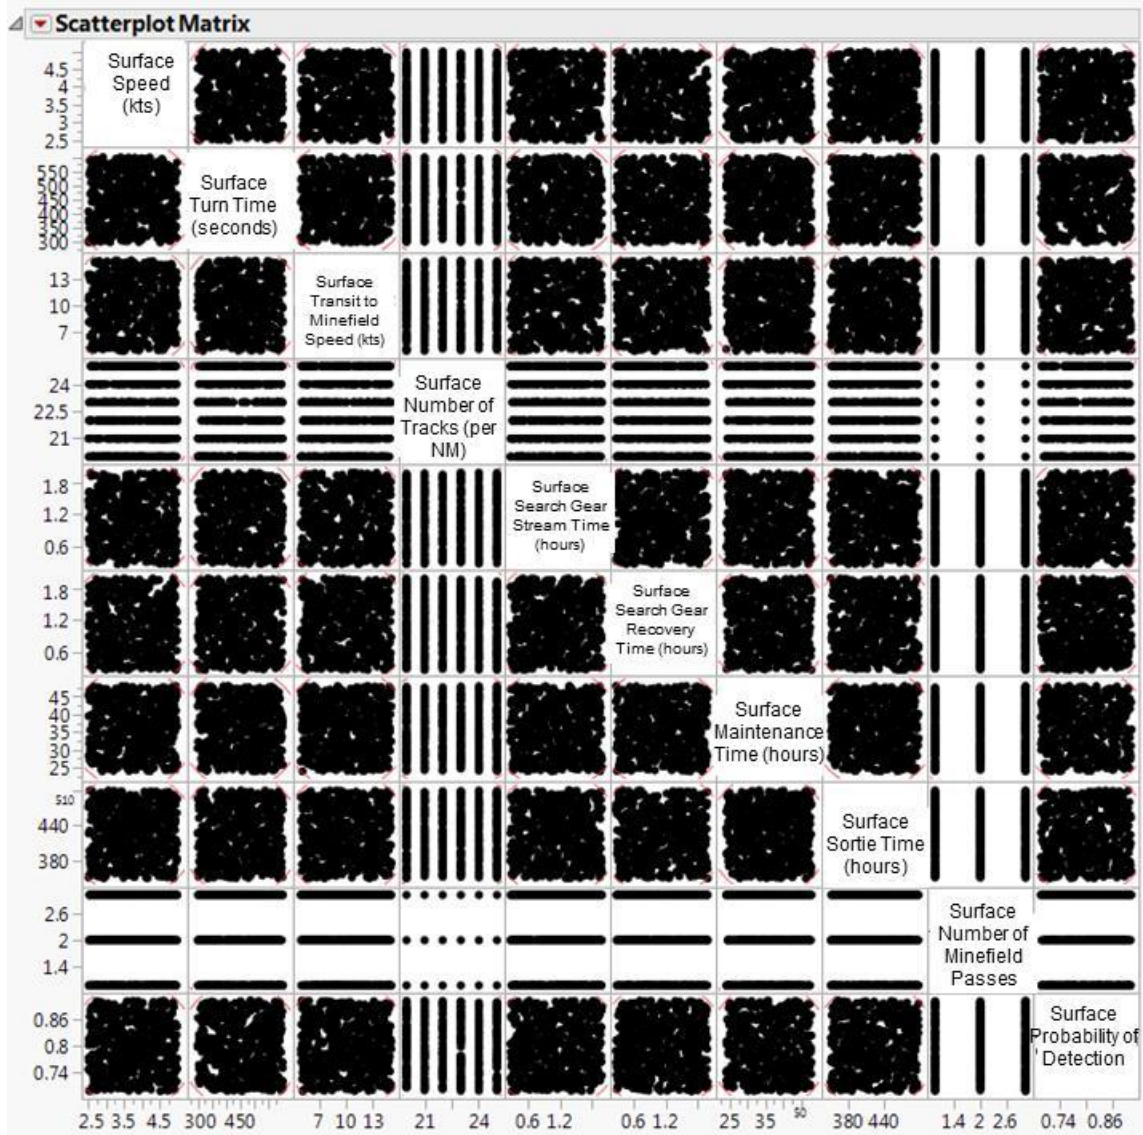 Scatterplot Matrix
Surface
Speed
(kts)
4.5
4
3.5
3
2.5
Surface
Turn Time
(seconds)
550
500
450
400
350
300
Surface
Transit to
Minefield
Speed (kts)
13
10
7
Surface
Number of
Tracks (per
NM)
24
22.5
21
Surface
Search Gear
Stream Time
(hours)
1.8
1.2
0.6
Surface
Search Gear
Recovery
Time (hours)
1.8
1.2
0.6
Surface
Maintenance
Time (hours)
45
40
35
30
25
Surface
Sortie Time
(hours)
510
440
380
Surface
Number of
Minefield
Passes
2.6
2
1.4
Surface
Probability of
Detection
0.86
0.8
0.74
2.5 3.5 4.5 300 450 7 10 13 21 24 0.6 1.2 0.6 1.2 25 35 50 380 440 1.4 2 2.6 0.74 0.86